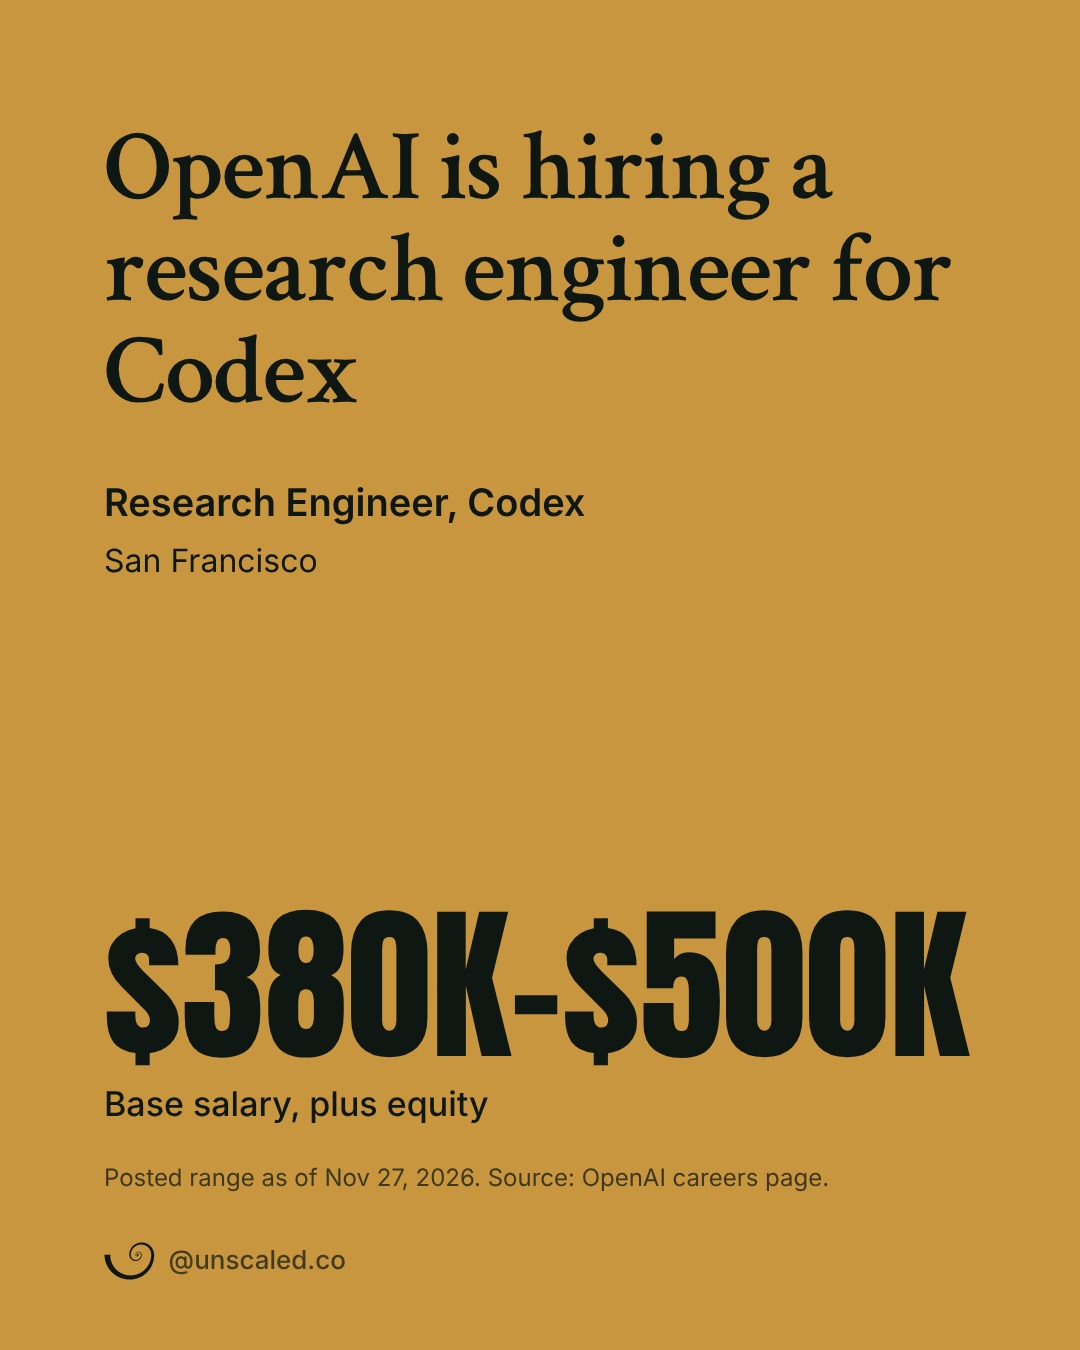 OpenAI is hiring a
research engineer for
Codex
Research Engineer, Codex
San Francisco
$380K-$500K
Base salary, plus equity
Posted range as of Nov 27, 2026. Source: OpenAI careers page.
@unscaled.co